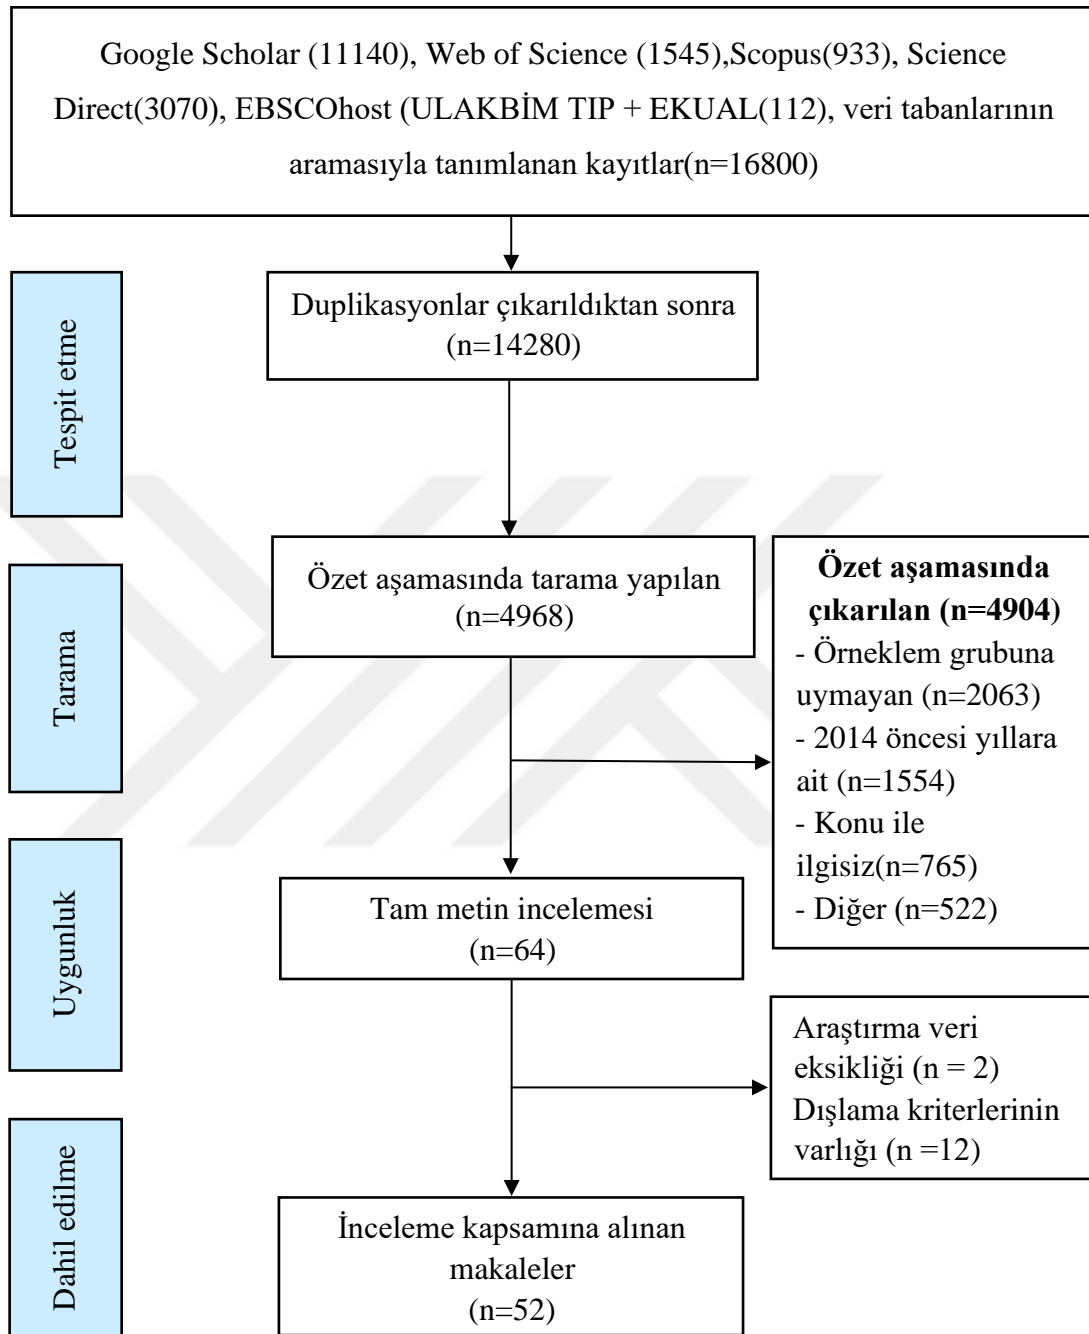 Google Scholar (11140), Web of Science (1545),Scopus(933), Science
Direct(3070), EBSCOhost (ULAKBİM TIP + EKUAL(112), veri tabanlarının
aramasıyla tanımlanan kayıtlar(n=16800)
Tespit etme
Duplikasyonlar çıkarıldıktan sonra
(n=14280)
Tarama
Özet aşamasında tarama yapılan
(n=4968)
Özet aşamasında
çıkarılan (n=4904)
- Örneklem grubuna
uymayan (n=2063)
- 2014 öncesi yıllara
ait (n=1554)
- Konu ile
ilgisiz(n=765)
- Diğer (n=522)
Uygunluk
Tam metin incelemesi
(n=64)
Araştırma veri
eksikliği (n = 2)
Dışlama kriterlerinin
varlığı (n =12)
Dahil edilme
İnceleme kapsamına alınan
makaleler
(n=52)